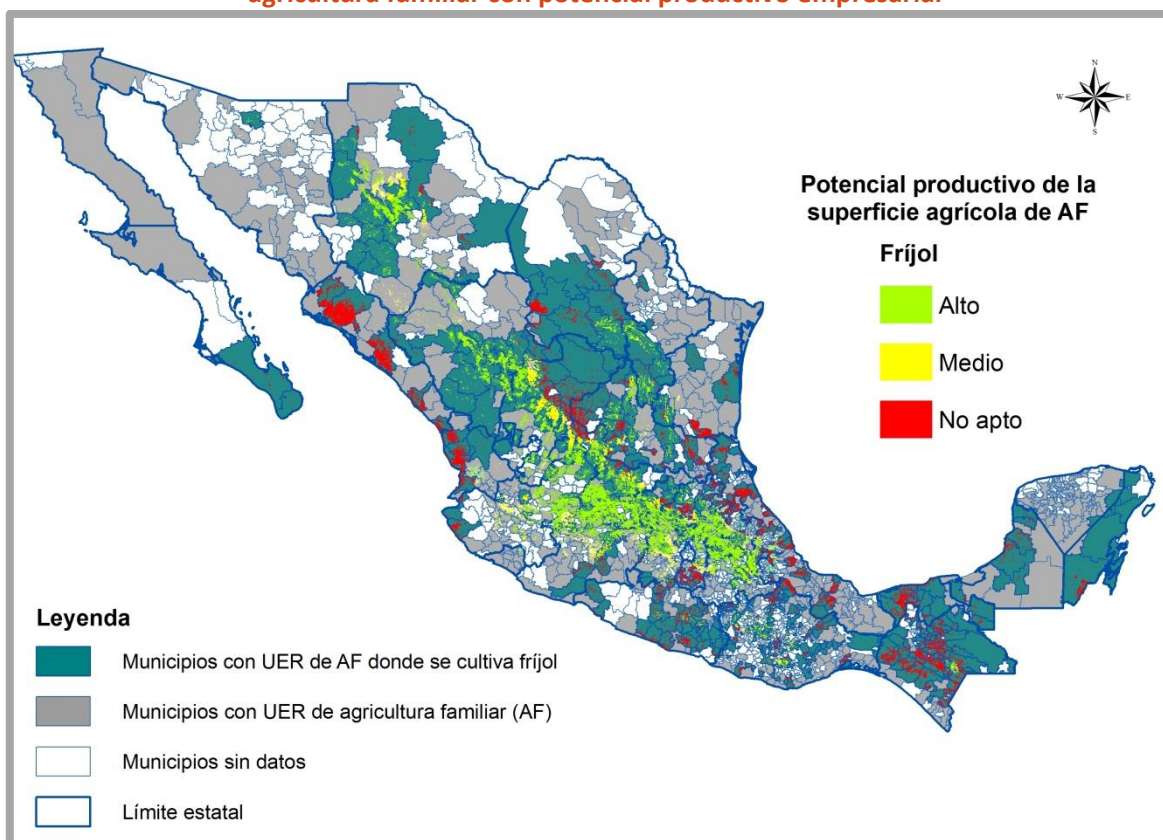 agricultura familiar con potencial productivo empresarial
N
W
E
S
Potencial productivo de la
superficie agrícola de AF
Fríjol
Alto
Medio
No apto
Leyenda
Municipios con UER de AF donde se cultiva fríjol
Municipios con UER de agricultura familiar (AF)
Municipios sin datos
Límite estatal